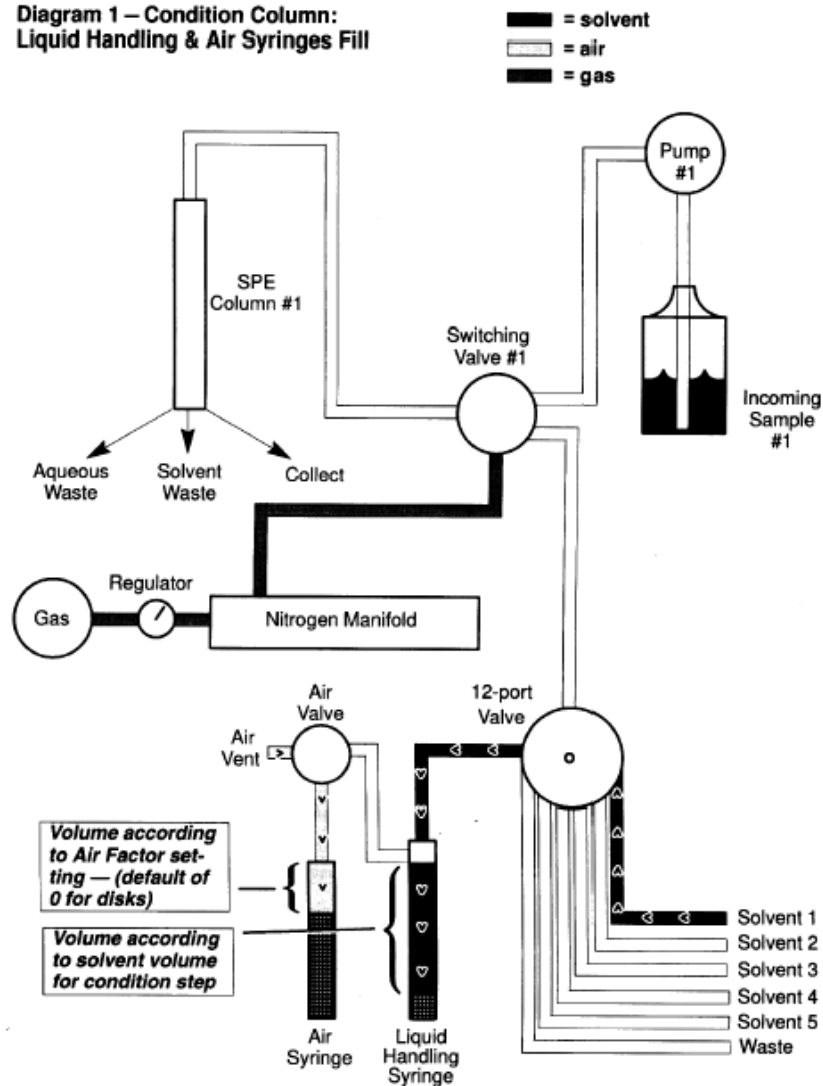 Diagram 1 – Condition Column:
Liquid Handling & Air Syringes Fill
= solvent
= air
= gas
Pump
#1
SPE
Column #1
Switching
Valve #1
Incoming
Sample
#1
Aqueous
Waste
Solvent
Waste
Collect
Regulator
Gas
Nitrogen Manifold
Air
Valve
12-port
Valve
Air
Vent
Volume according
to Air Factor set-
ting — (default of
0 for disks)
Volume according
to solvent volume
for condition step
Solvent 1
Solvent 2
Solvent 3
Solvent 4
Solvent 5
Waste
Air
Syringe
Liquid
Handling
Syringe